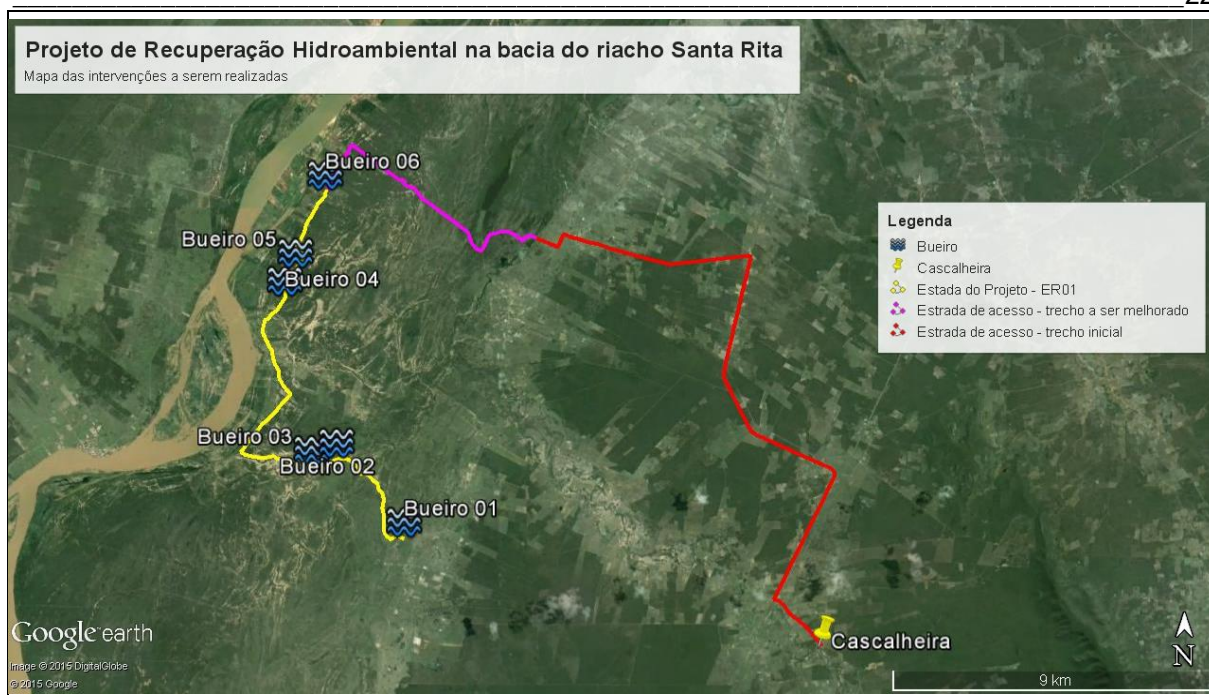 Projeto de Recuperação Hidroambiental na bacia do riacho Santa Rita
Mapa das intervenções a serem realizadas
Bueiro 06
Bueiro 05
Bueiro 04
Bueiro 03
Bueiro 02
Bueiro 01
Legenda
Bueiro
Cascalheira
Estada do Projeto - ER01
Estrada de acesso - trecho a ser melhorado
Estrada de acesso - trecho inicial
Cascalheira
Google earth
Image © 2015 DigitalGlobe
© 2015 Google
N
9 km